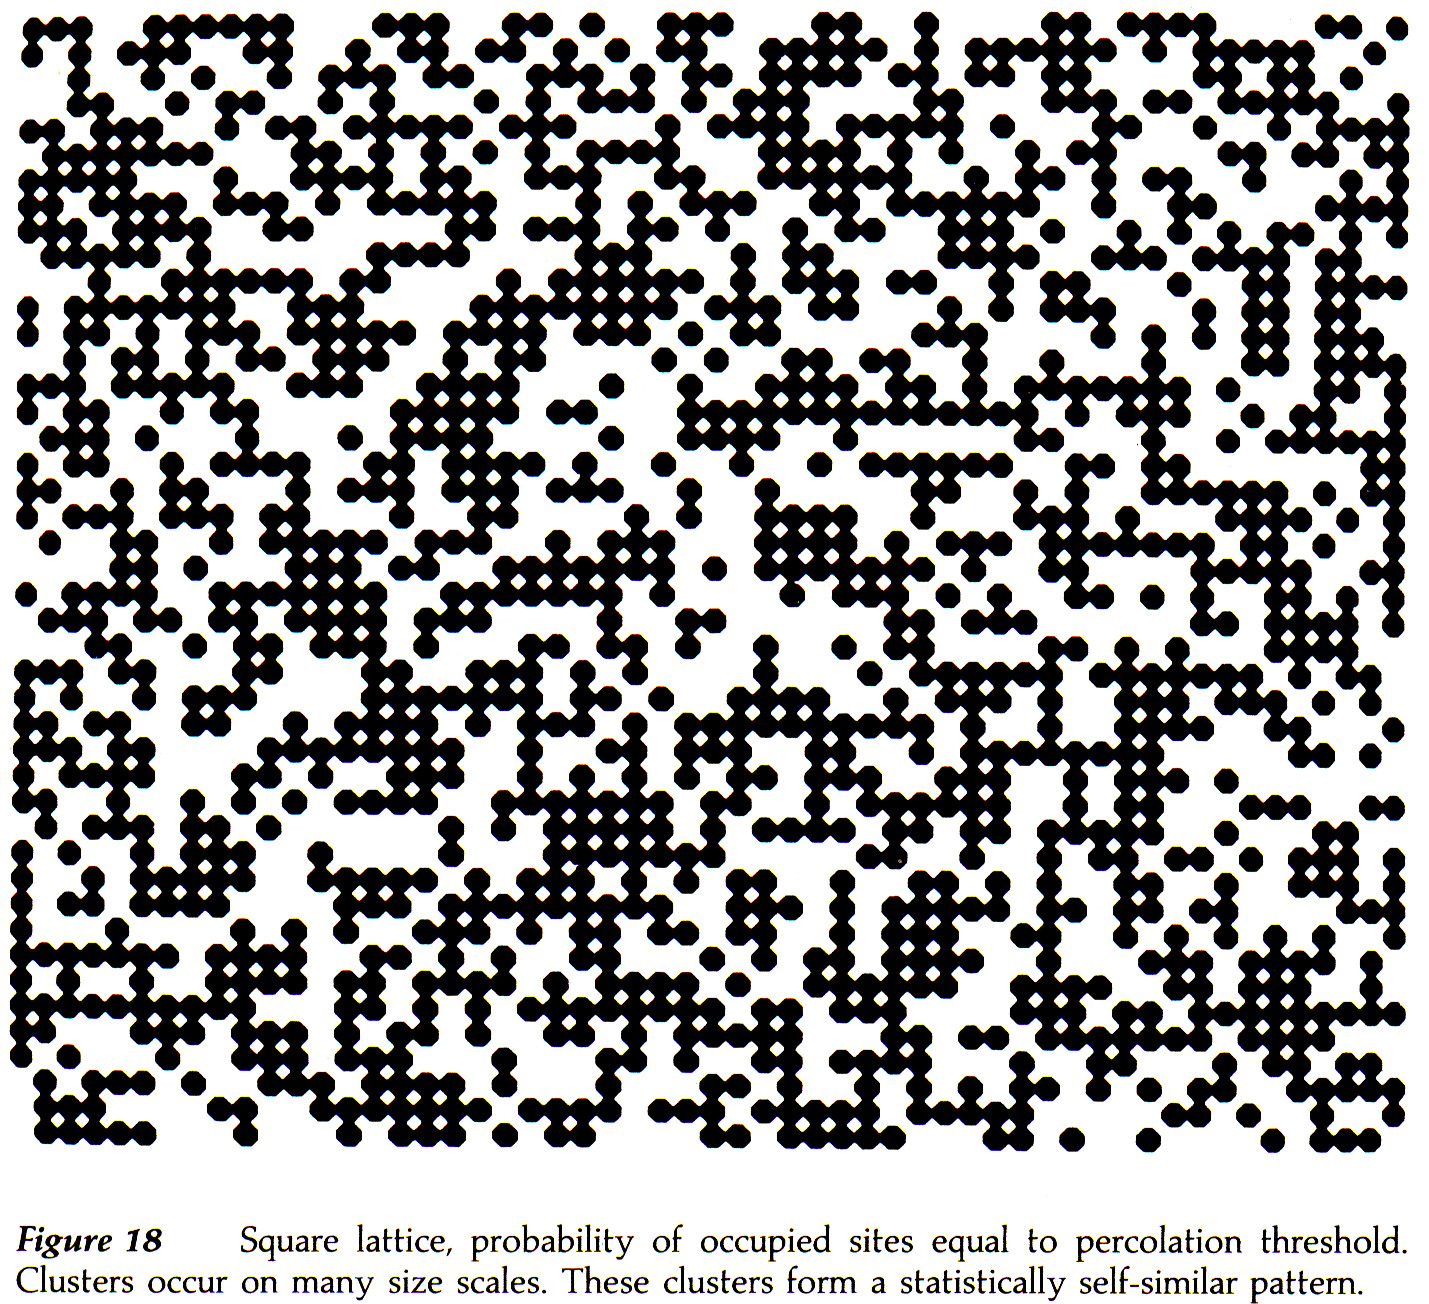 Figure 18 Square lattice, probability of occupied sites equal to percolation threshold.
Clusters occur on many size scales. These clusters form a statistically self-similar pattern.